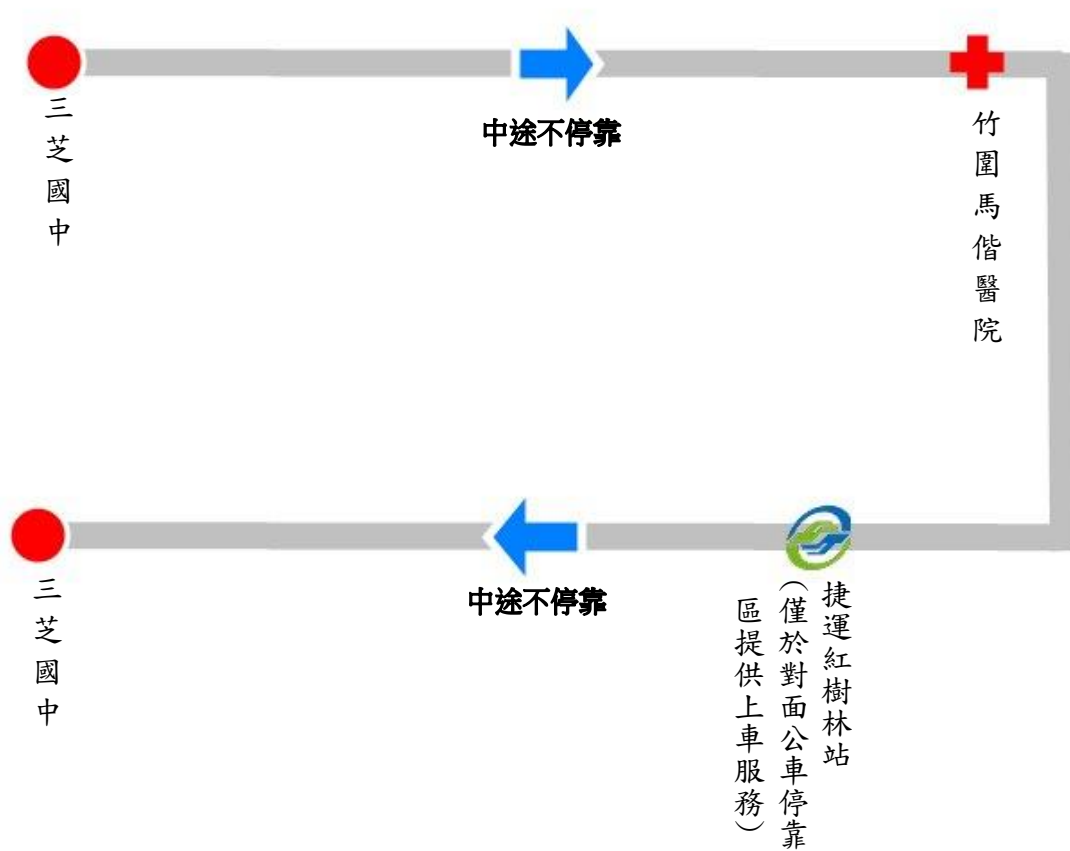 中途不停靠
三芝國中
竹圍馬偕醫院
中途不停靠
三芝國中
捷運紅樹林站
（僅於對面公車停靠
區提供上車服務）